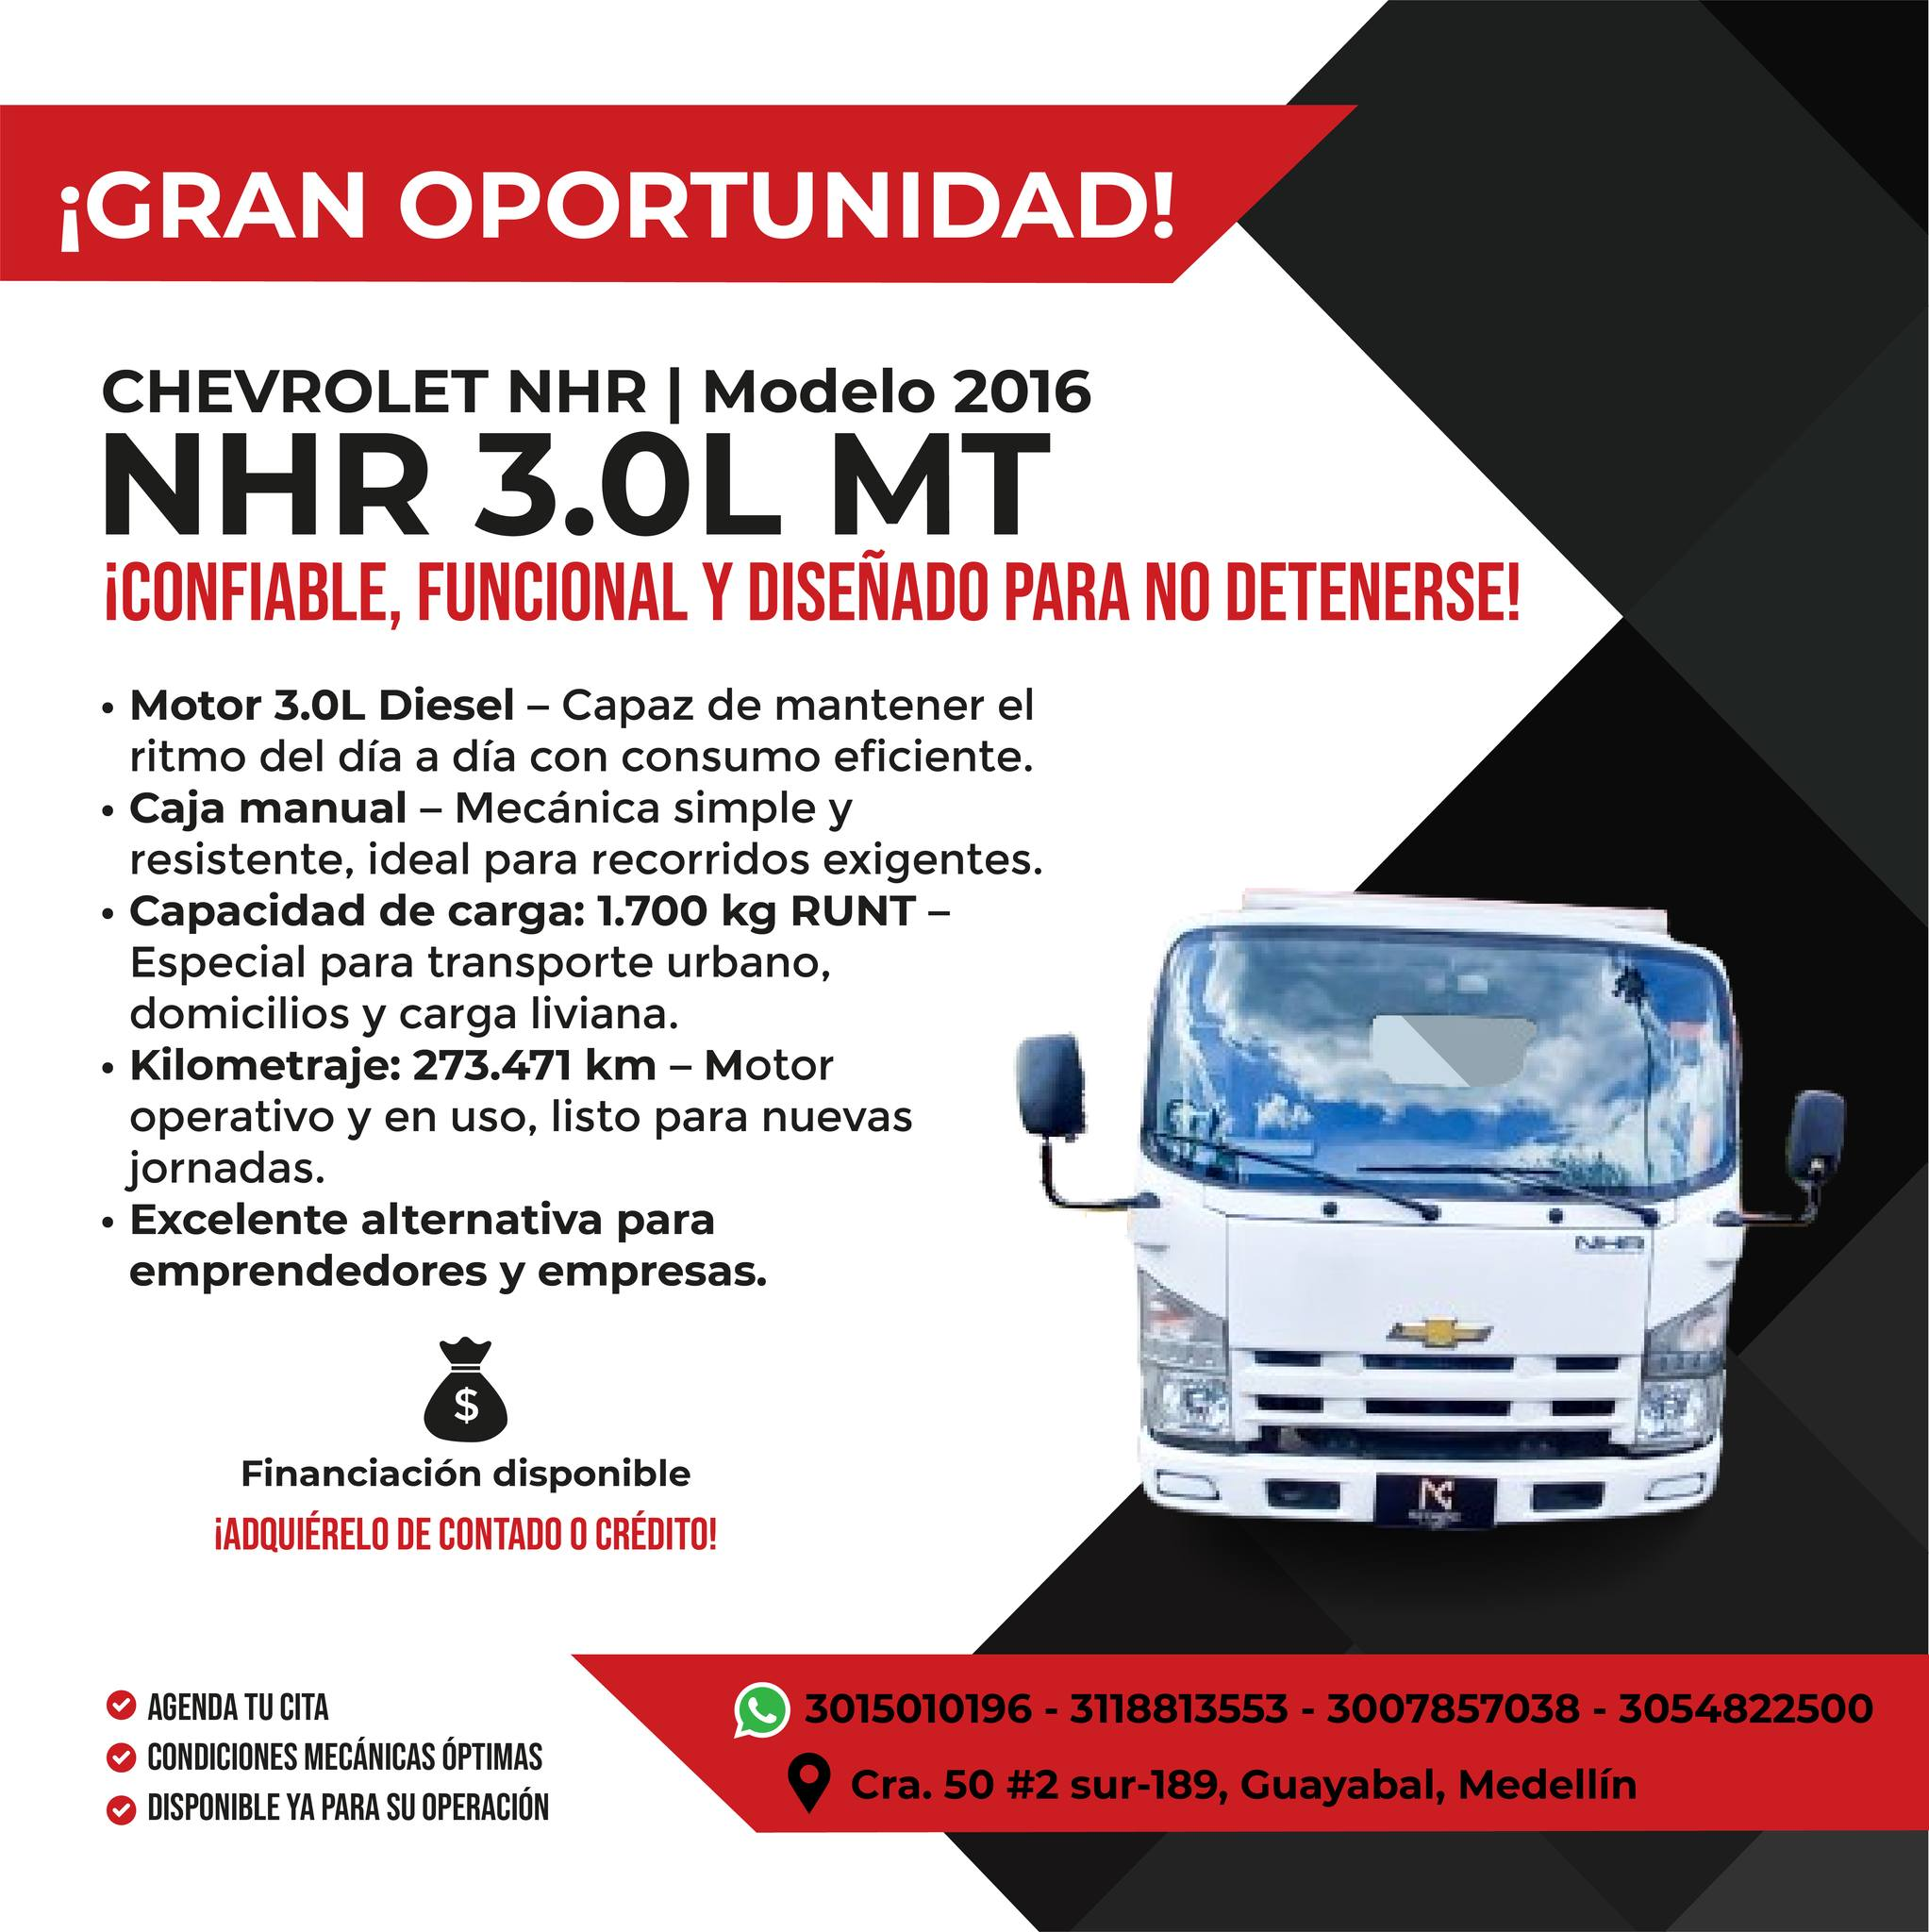 ¡GRAN OPORTUNIDAD!
CHEVROLET NHR | Modelo 2016
NHR 3.0L MT
¡CONFIABLE, FUNCIONAL Y DISEÑADO PARA NO DETENERSE!
• Motor 3.0L Diesel – Capaz de mantener el
ritmo del día a día con consumo eficiente.
• Caja manual – Mecánica simple y
resistente, ideal para recorridos exigentes.
• Capacidad de carga: 1.700 kg RUNT –
Especial para transporte urbano,
domicilios y carga liviana.
• Kilometraje: 273.471 km – Motor
operativo y en uso, listo para nuevas
jornadas.
• Excelente alternativa para
emprendedores y empresas.
NHR
$
Financiación disponible
¡ADQUIÉRELO DE CONTADO O CRÉDITO!
AGENDA TU CITA
CONDICIONES MECÁNICAS ÓPTIMAS
DISPONIBLE YA PARA SU OPERACIÓN
3015010196 - 3118813553 - 3007857038 - 3054822500
Cra. 50 #2 sur-189, Guayabal, Medellín